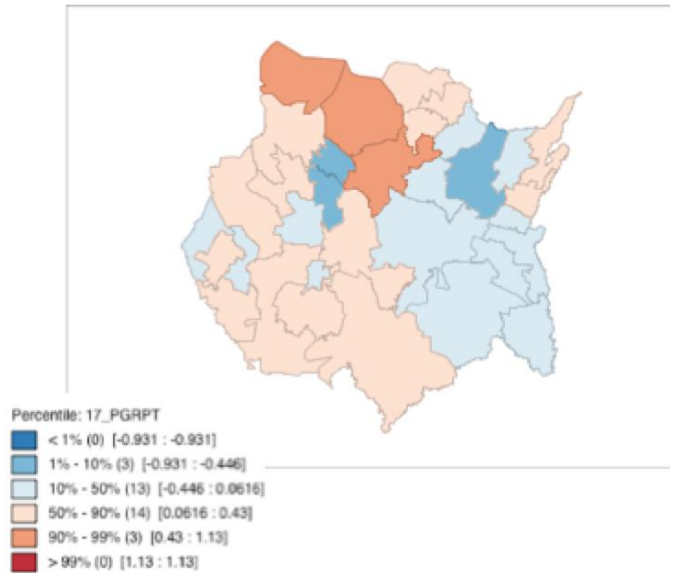 Percentile: 17_PGRPT
< 1% (0) [-0.931 : -0.931]
1% - 10% (3) [-0.931 : -0.446]
10% - 50% (13) [-0.446 : 0.0616]
50% - 90% (14) [0.0616 : 0.43]
90% - 99% (3) [0.43 : 1.13]
> 99% (0) [1.13 : 1.13]